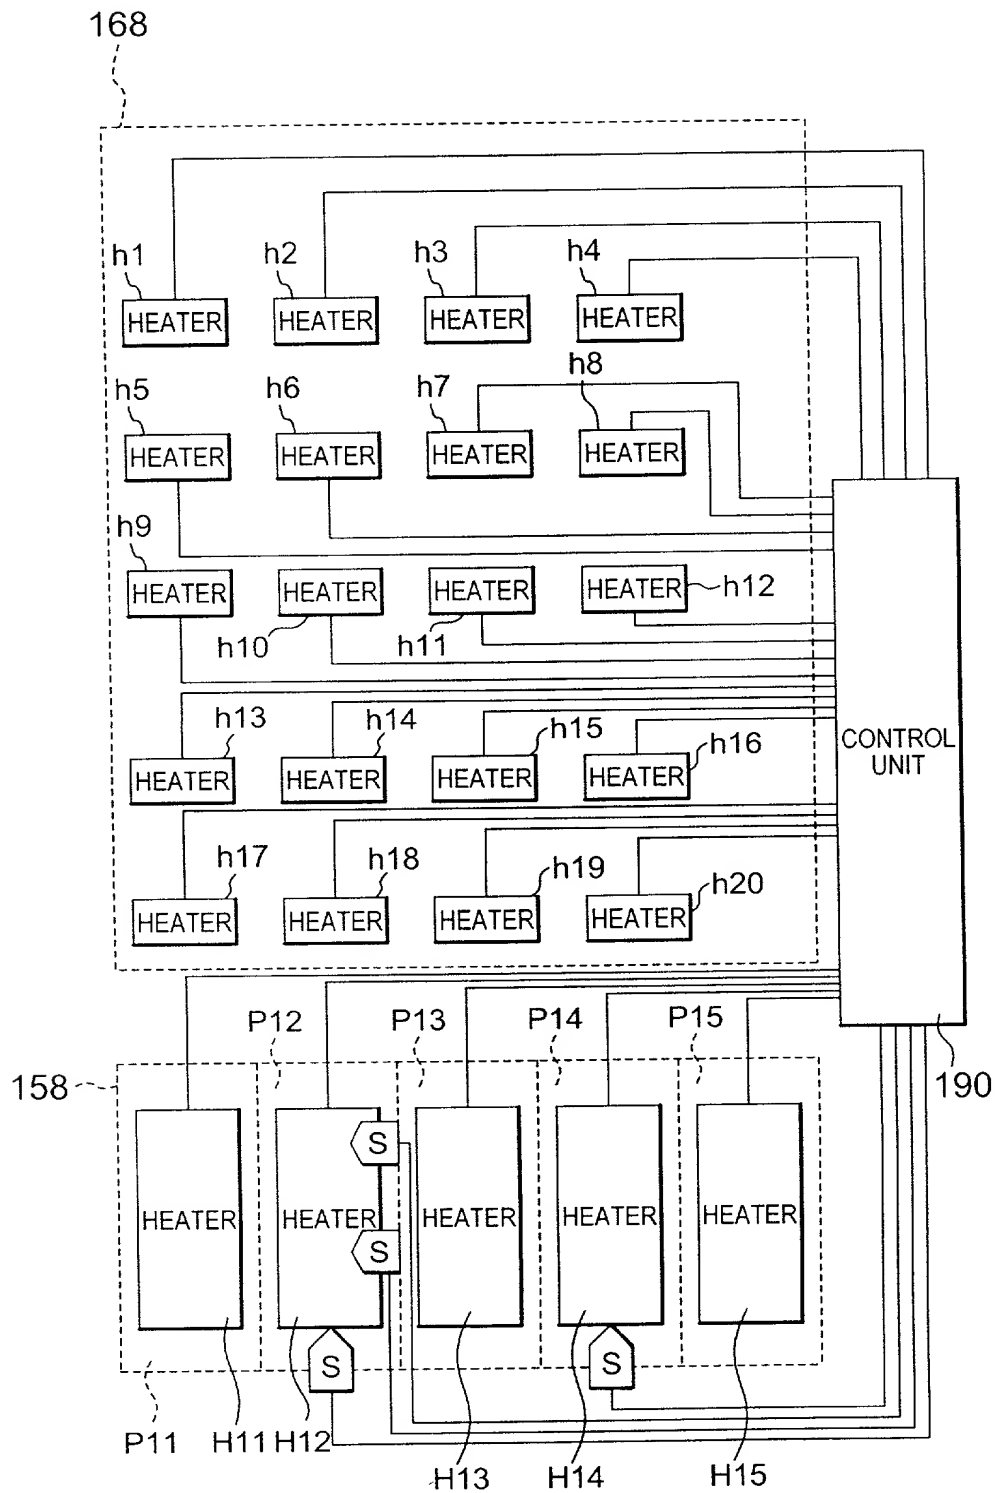 168
h1
h2
h3
h4
HEATER
HEATER
HEATER
HEATER
h5
h6
h7
h8
HEATER
HEATER
HEATER
HEATER
h9
HEATER
HEATER
HEATER
HEATER
h12
h10
h11
h13
h14
h15
h16
HEATER
HEATER
HEATER
HEATER
CONTROL
UNIT
h17
h18
h19
h20
HEATER
HEATER
HEATER
HEATER
P12
P13
P14
P15
158
190
S
HEATER
HEATER
HEATER
HEATER
HEATER
S
S
S
P11
H11
H12
H13
H14
H15